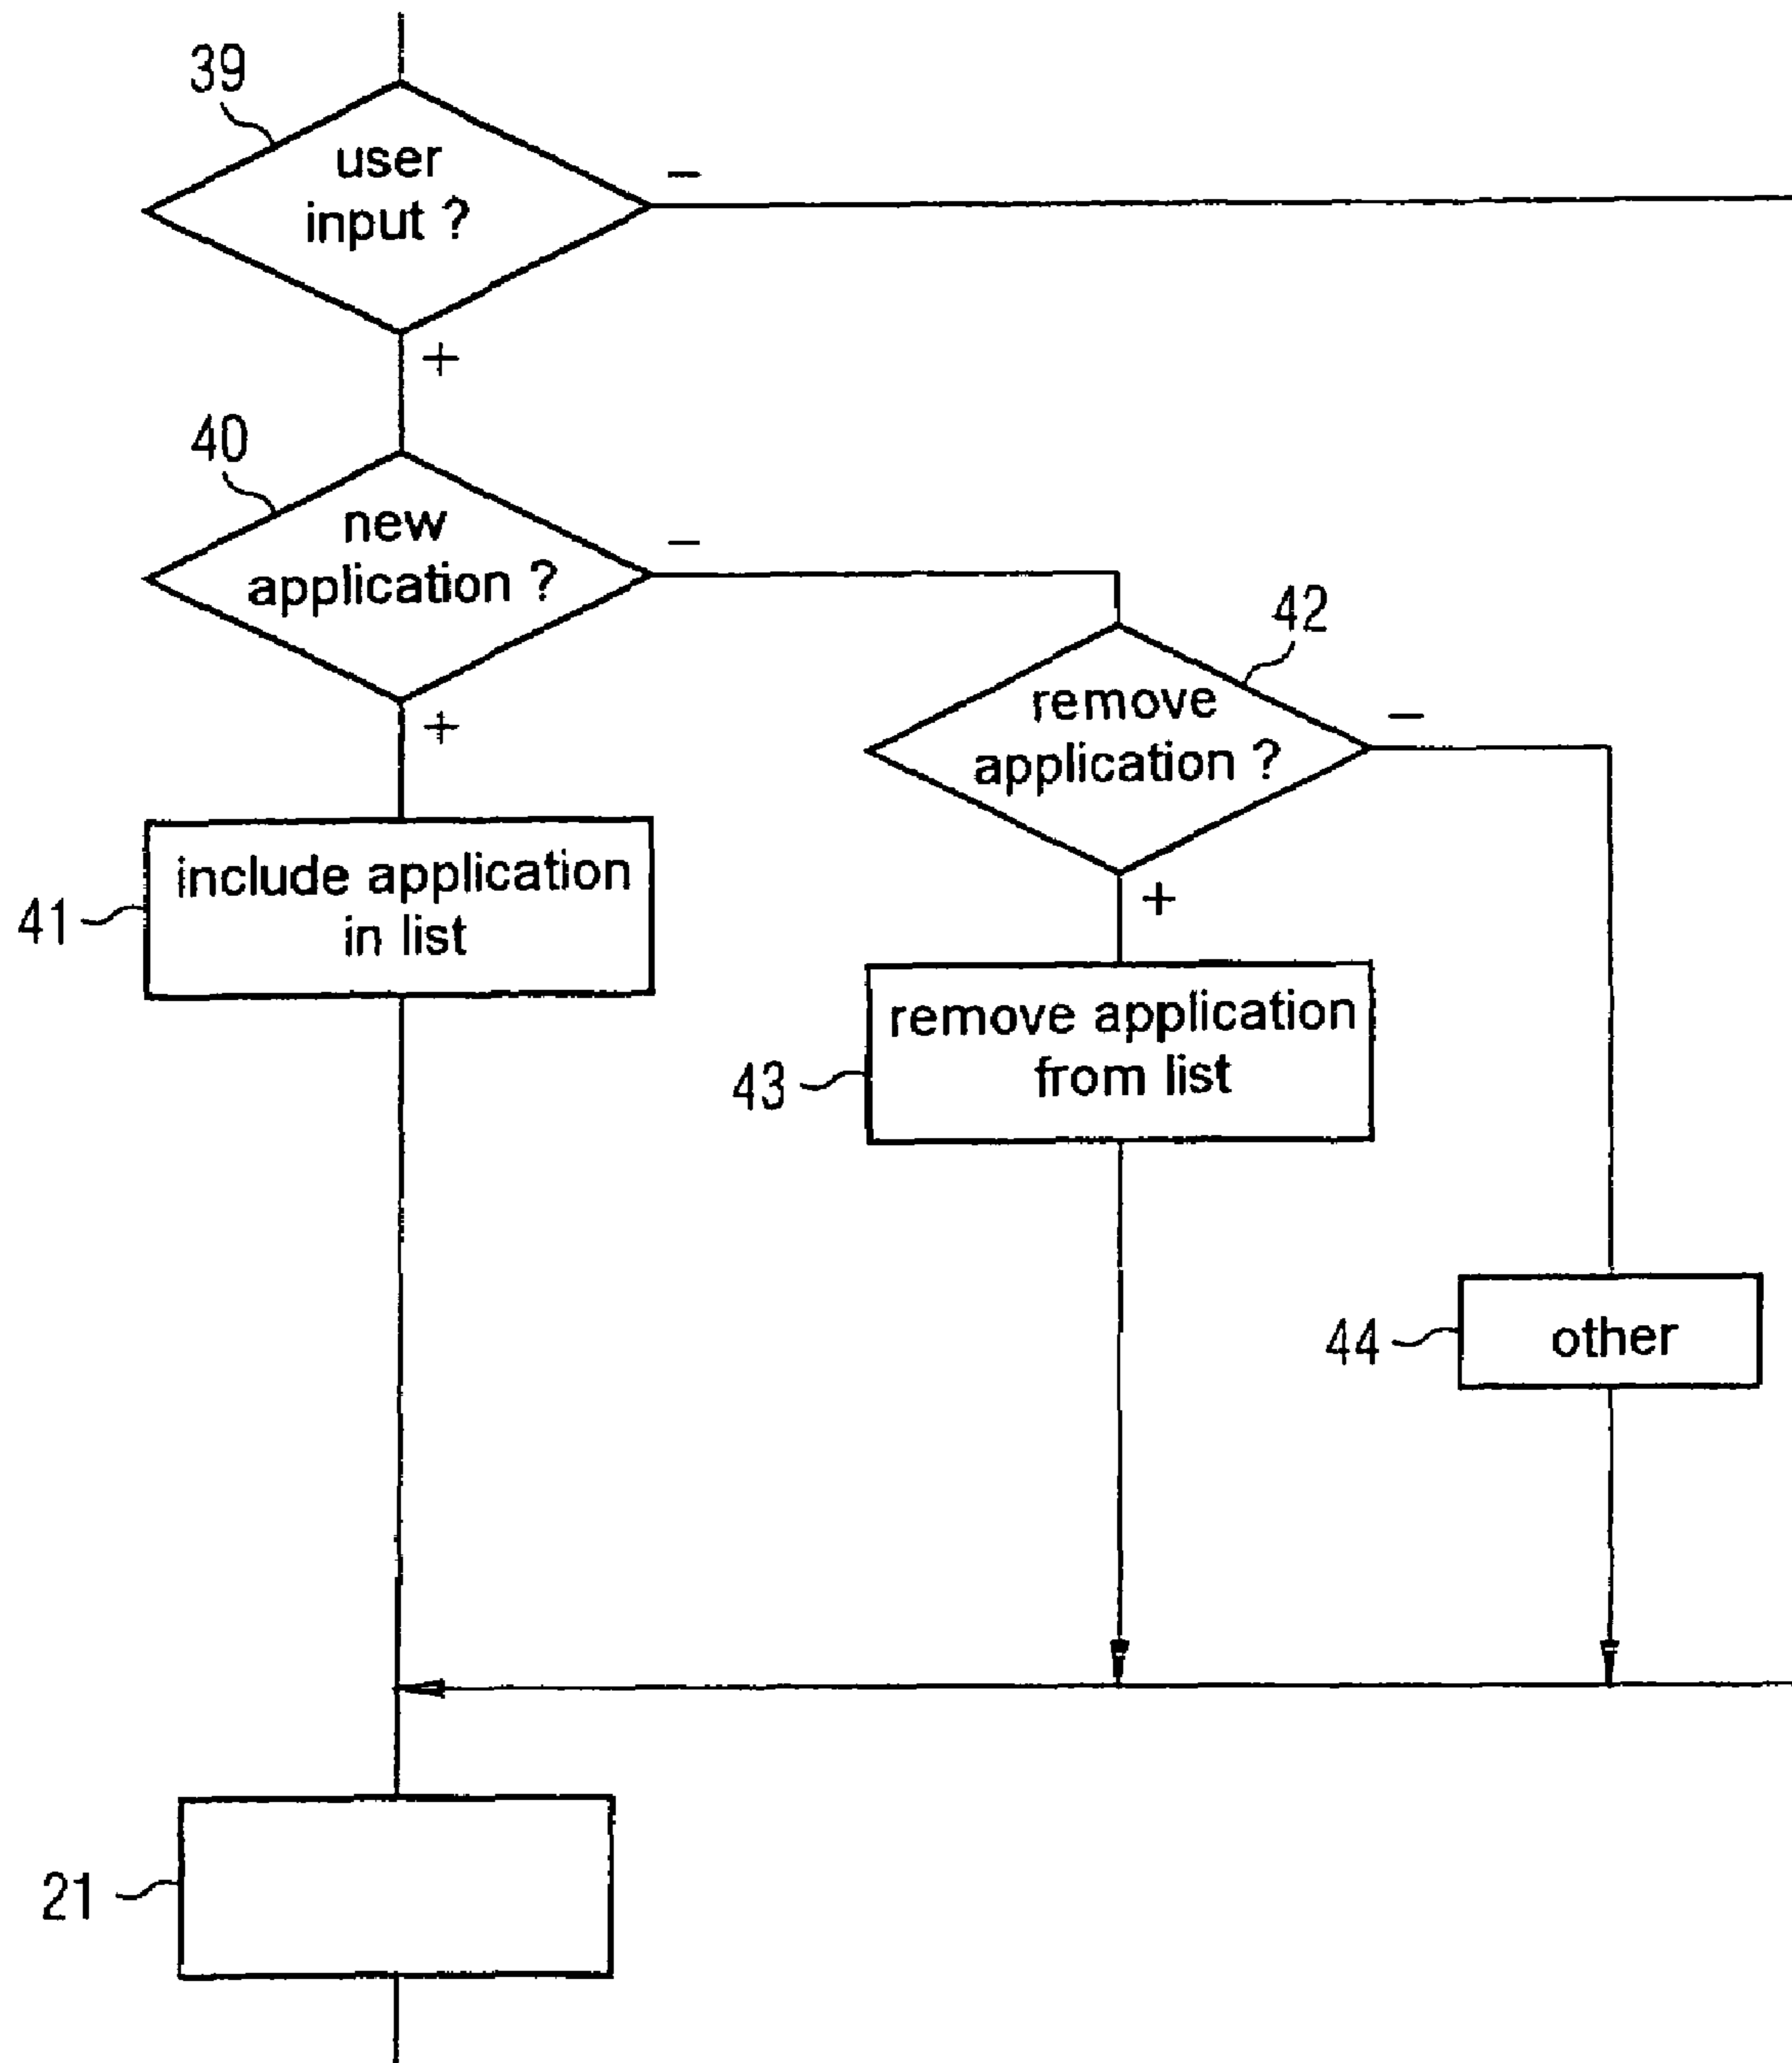 39
user
input ?
−
+
40
new
application ?
−
+
42
remove
application ?
−
+
41
include application
in list
43
remove application
from list
44
other
21